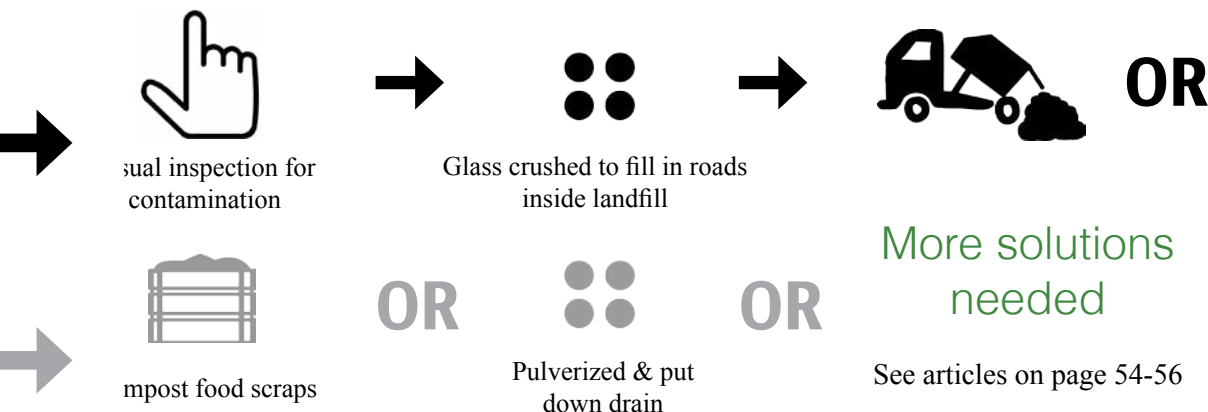 OR
sual inspection for
contamination
Glass crushed to fill in roads
inside landfill
More solutions
needed
OR
OR
mpost food scraps
Pulverized & put
down drain
See articles on page 54-56